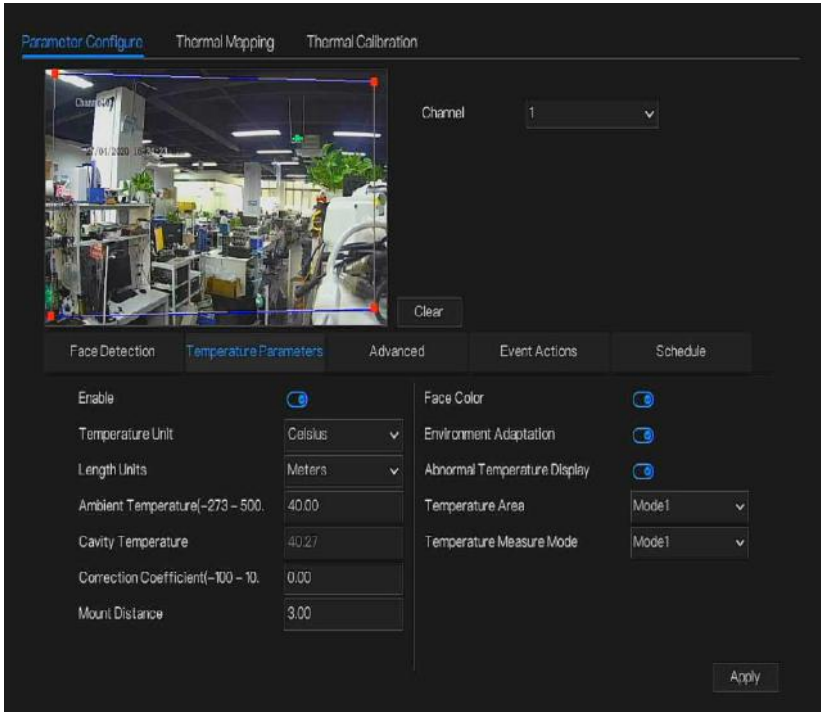 Parameter Configure Thermal Mapping Thermal Calibration
Channel 1
Clear
Face Detection Temperature Parameters Advanced Event Actions Schedule
Enable
Temperature Unit Celsius
Length Units Meters
Ambient Temperature(-273 – 500.
40.00
Cavity Temperature 40.27
Correction Coefficient(-100 – 10.
0.00
Mount Distance 3.00
Face Color
Environment Adaptation
Abnormal Temperature Display
Temperature Area Mode1
Temperature Measure Mode Mode1
Apply